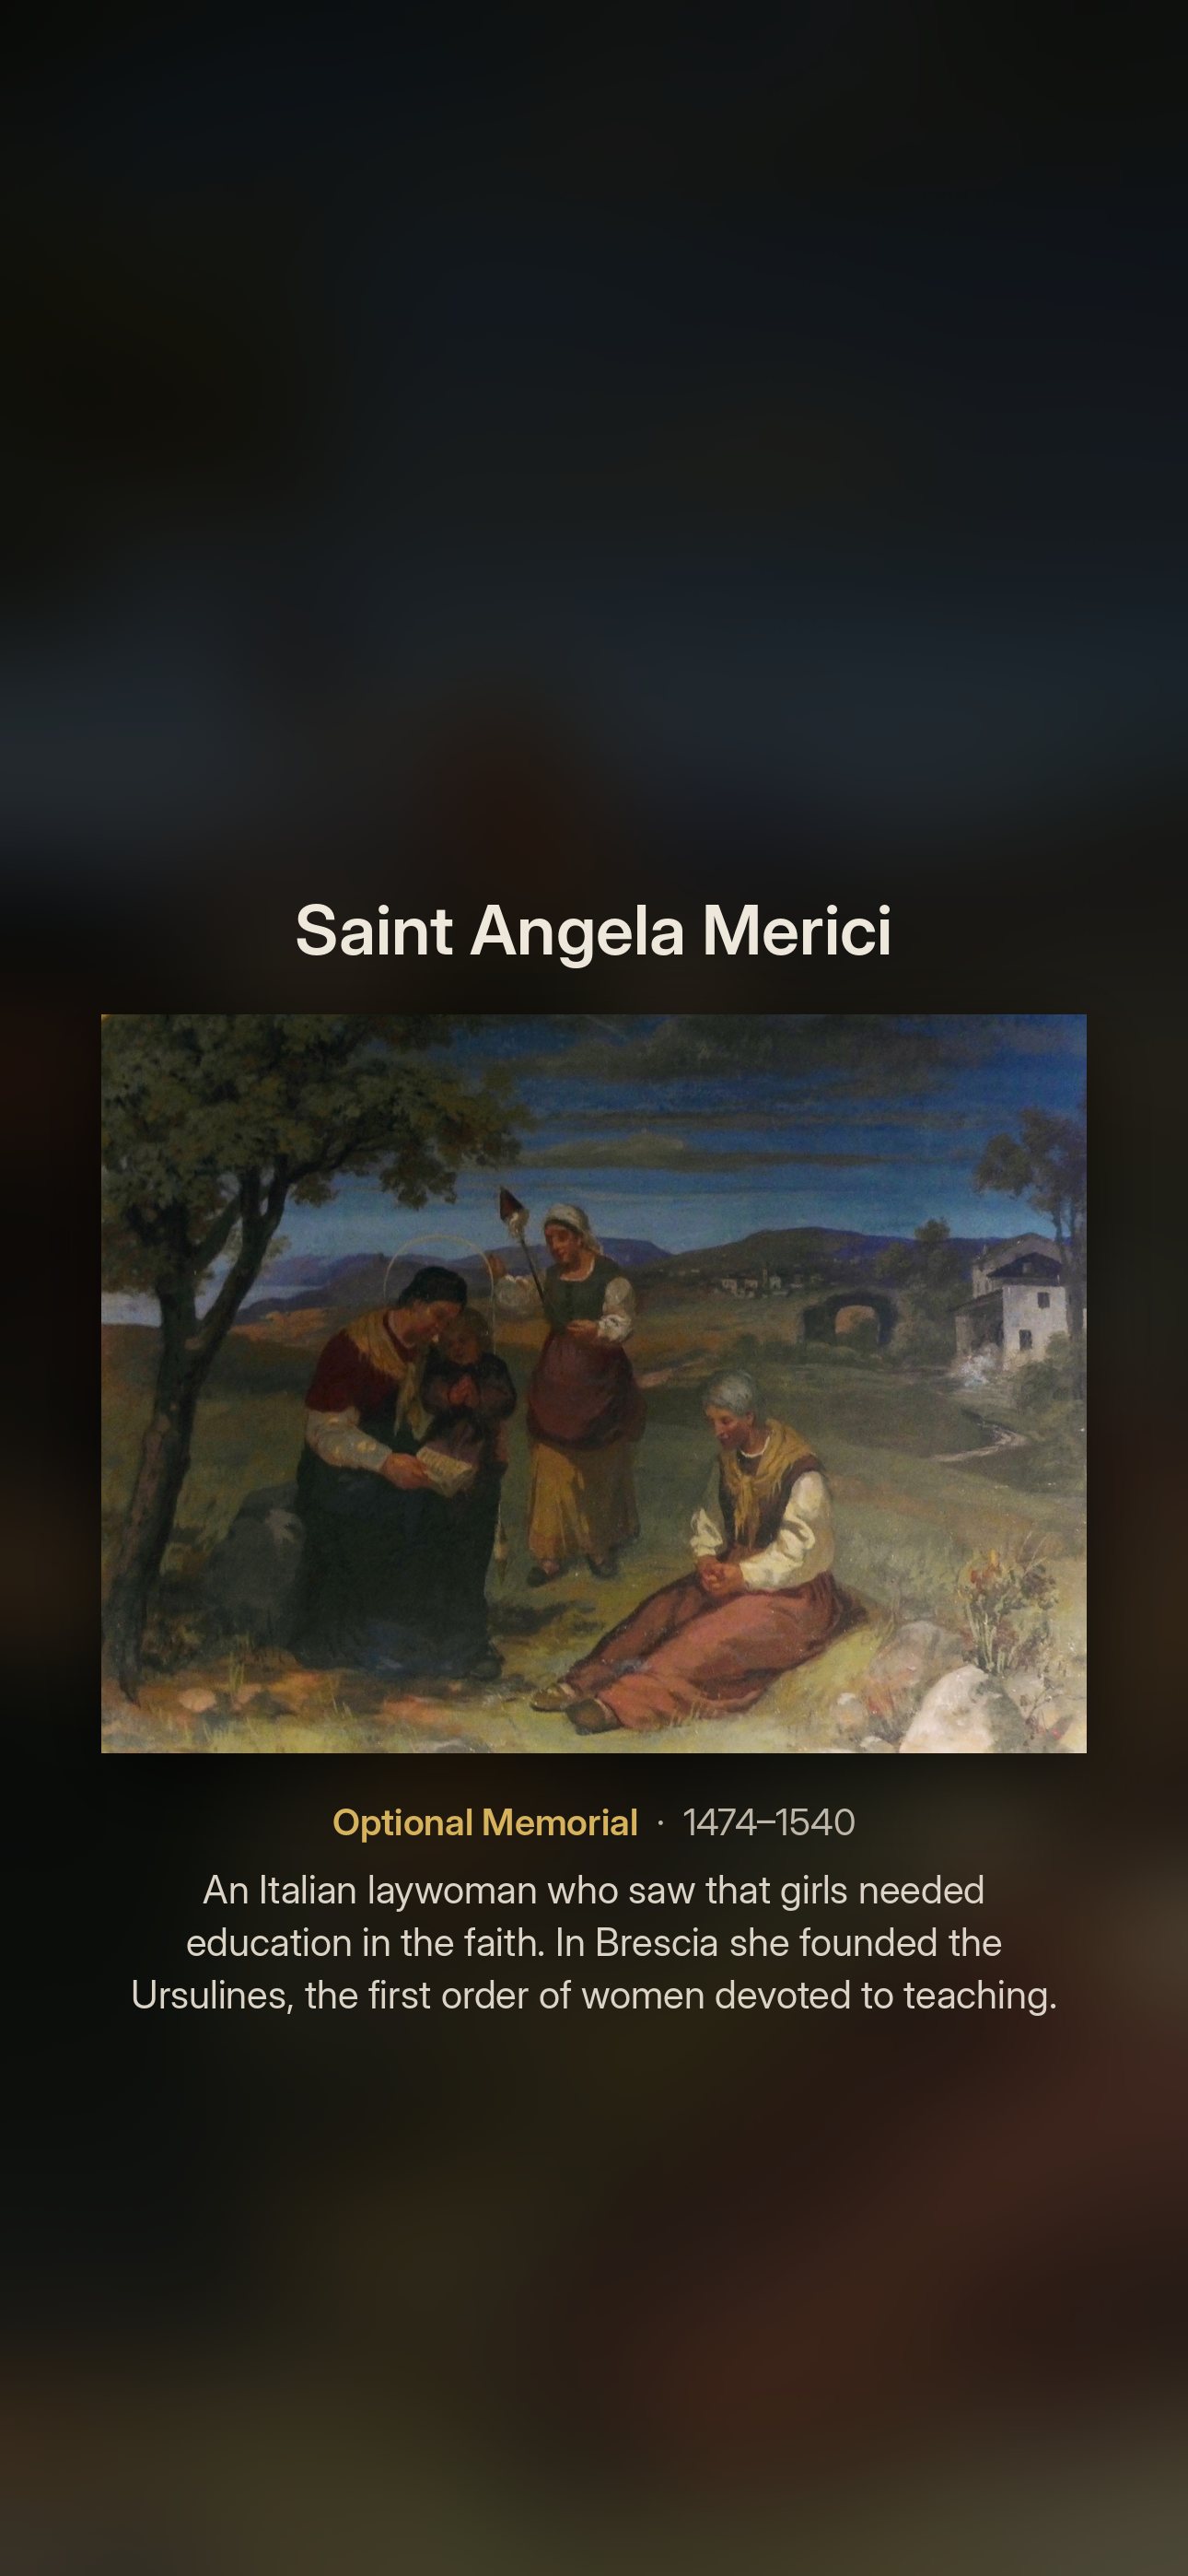 Saint Angela Merici
Optional Memorial · 1474–1540
An Italian laywoman who saw that girls needed
education in the faith. In Brescia she founded the
Ursulines, the first order of women devoted to teaching.